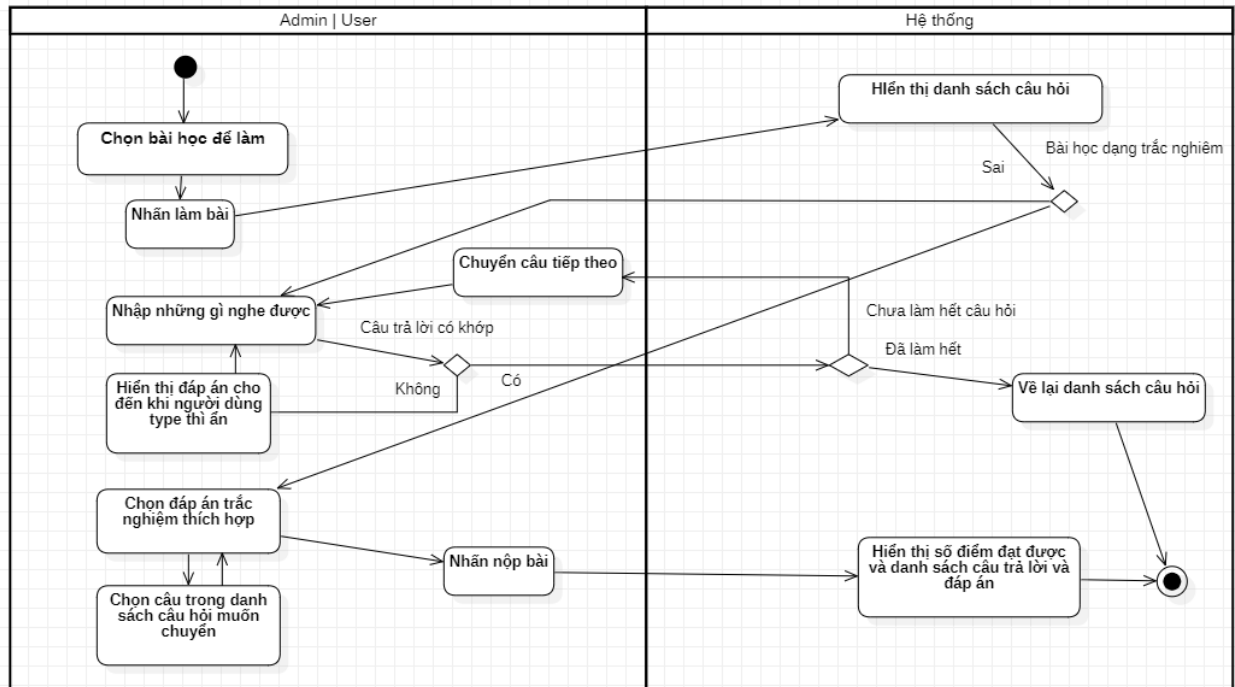 Admin | User
Hệ thống
Chọn bài học để làm
Nhấn làm bài
HIển thị danh sách câu hỏi
Bài học dạng trắc nghiêm
Sai
Chuyển câu tiếp theo
Nhập những gì nghe được
Câu trả lời có khớp
Chưa làm hết câu hỏi
Đã làm hết
Không
Có
Hiển thị đáp án cho
đến khi người dùng
type thì ẩn
Về lại danh sách câu hỏi
Chọn đáp án trắc
nghiệm thích hợp
Nhấn nộp bài
Hiển thị số điểm đạt được
và danh sách câu trả lời và
đáp án
Chọn câu trong danh
sách câu hỏi muốn
chuyển